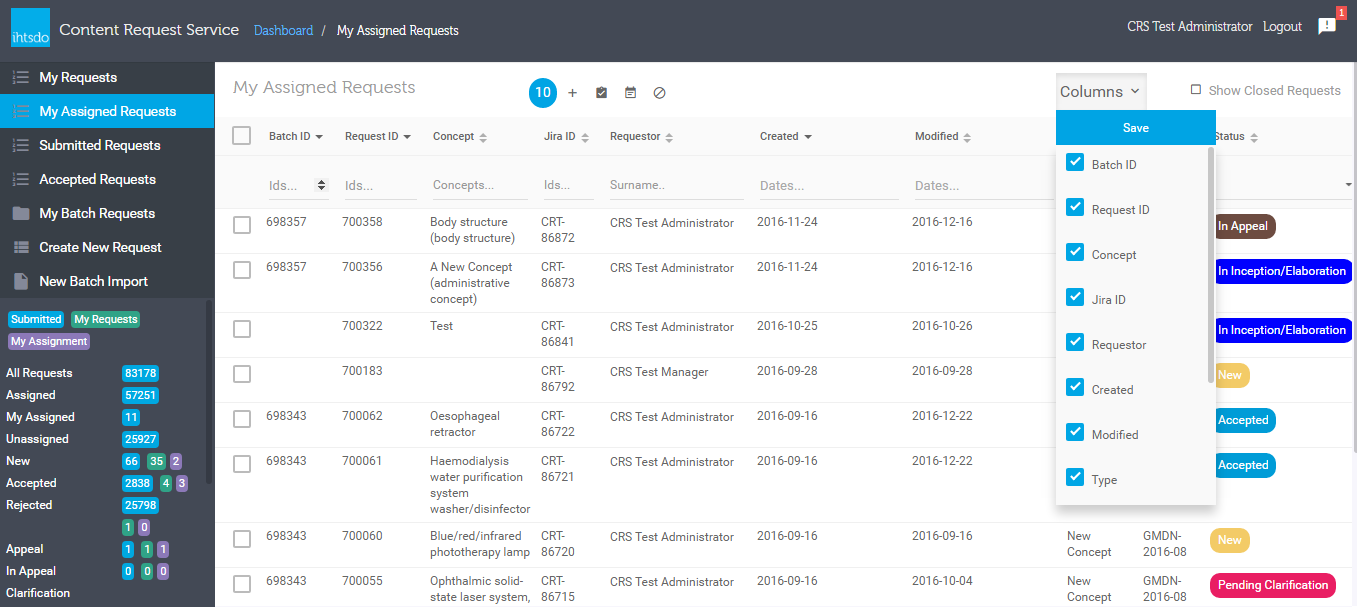 ihtsdo
Content Request Service
Dashboard / My Assigned Requests
CRS Test Administrator
Logout
1
My Requests
My Assigned Requests
Submitted Requests
Accepted Requests
My Batch Requests
Create New Request
New Batch Import
Submitted
My Requests
My Assignment
All Requests 83178
Assigned 57251
My Assigned 11
Unassigned 25927
New 66 35 2
Accepted 2838 4 3
Rejected 25798
1 0
Appeal 1 1 1
In Appeal 0 0 0
Clarification
My Assigned Requests
10 +
Columns
Show Closed Requests
Save
Batch ID
Request ID
Concept
Jira ID
Requestor
Created
Modified
Type
Batch ID Request ID Concept Jira ID Requestor Created Modified Status
Ids... Ids... Concepts... Ids... Surname.. Dates... Dates...
698357 700358 Body structure CRT- CRS Test Administrator 2016-11-24 2016-12-16 In Appeal
(body structure) 86872
698357 700356 A New Concept CRT- CRS Test Administrator 2016-11-24 2016-12-16 In Inception/Elaboration
(administrative 86873
concept)
700322 Test CRT- CRS Test Administrator 2016-10-25 2016-10-26 In Inception/Elaboration
86841
700183 CRT- CRS Test Manager 2016-09-28 2016-09-28 New
86792
698343 700062 Oesophageal CRT- CRS Test Administrator 2016-09-16 2016-12-22 Accepted
retractor 86722
698343 700061 Haemodialysis CRT- CRS Test Administrator 2016-09-16 2016-12-22 Accepted
water purification 86721
system
washer/disinfector
698343 700060 Blue/red/infrared CRT- CRS Test Administrator 2016-09-16 2016-09-16 New GMDN- New
phototherapy lamp 86720 Concept 2016-08
698343 700055 Ophthalmic solid- CRT- CRS Test Administrator 2016-09-16 2016-10-04 New GMDN- Pending Clarification
state laser system, 86715 Concept 2016-08